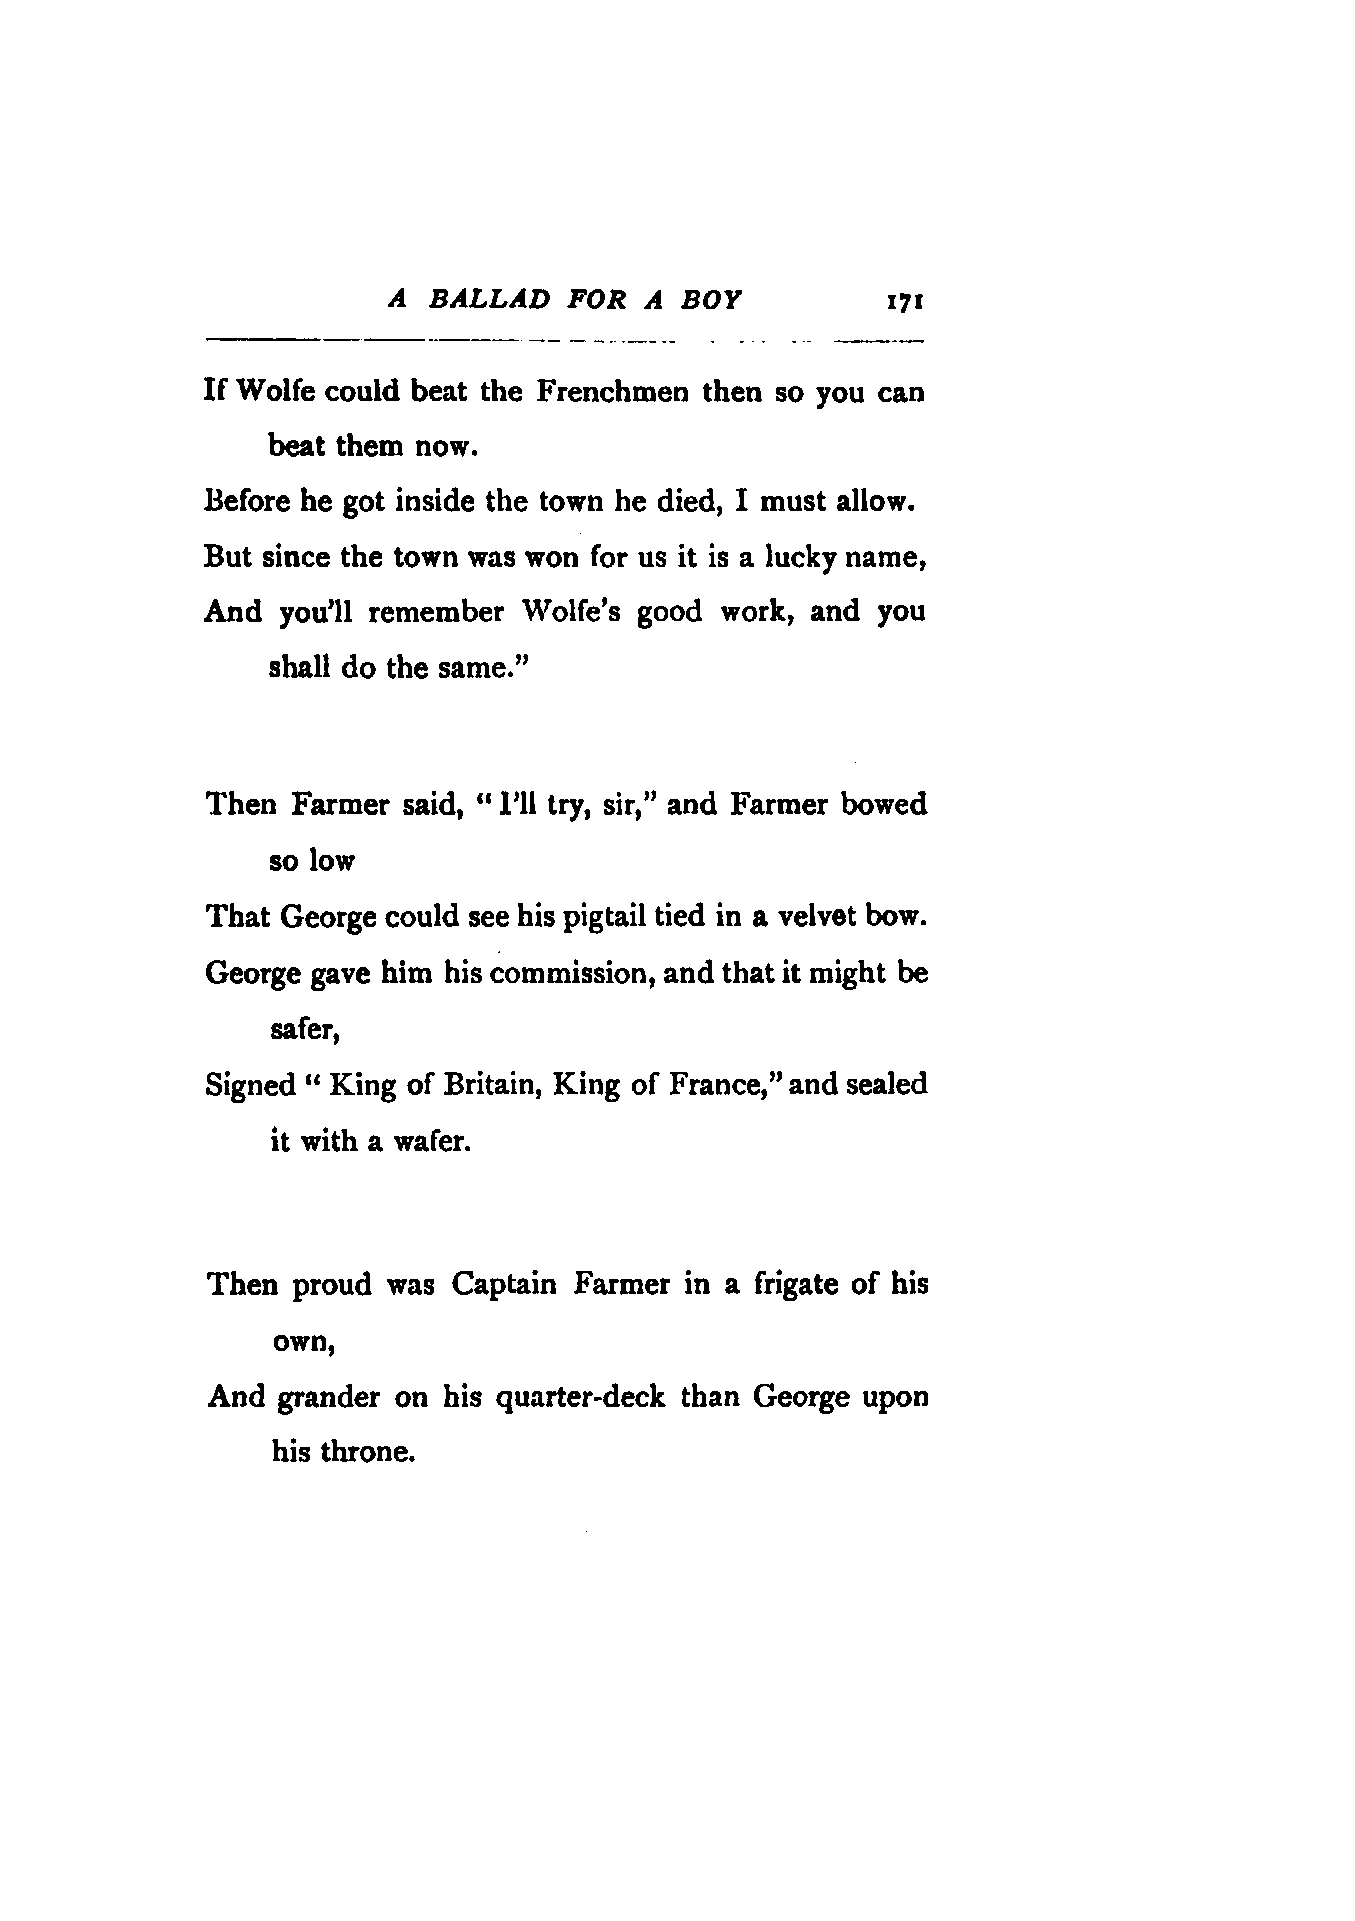 A BALLAD FOR A BOY 171
If Wolfe could beat the Frenchmen then so you can
beat them now.
Before he got inside the town he died, I must allow.
But since the town was won for us it is a lucky name,
And you'll remember Wolfe's good work, and you
shall do the same.”
Then Farmer said, “ I'll try, sir,” and Farmer bowed
so low
That George could see his pigtail tied in a velvet bow.
George gave him his commission, and that it might be
safer,
Signed “ King of Britain, King of France,” and sealed
it with a wafer.
Then proud was Captain Farmer in a frigate of his
own,
And grander on his quarter-deck than George upon
his throne.